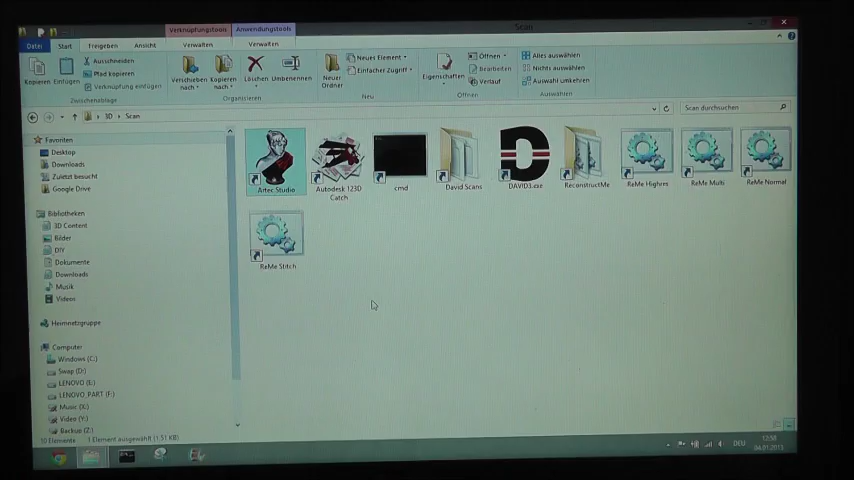 Scan
Verknüpfungstools
Anwendungstools
Datei
Start
Freigeben
Ansicht
Verwalten
Verwalten
Kopieren
Einfügen
Ausschneiden
Pfad kopieren
Verknüpfung einfügen
Zwischenablage
Verschieben nach
Kopieren nach
Löschen
Umbenennen
Organisieren
Neuer Ordner
Neues Element
Einfacher Zugriff
Neu
Eigenschaften
Öffnen
Bearbeiten
Verlauf
Öffnen
Alles auswählen
Nichts auswählen
Auswahl umkehren
Auswählen
3D
Scan
Scan durchsuchen
Favoriten
Desktop
Downloads
Zuletzt besucht
Google Drive
Bibliotheken
3D Content
Bilder
DIY
Dokumente
Downloads
Musik
Videos
Heimnetzgruppe
Computer
Windows (C:)
Swap (D:)
LENOVO (E:)
LENOVO_PART (F:)
Music (X:)
Video (Y:)
Backup (Z:)
Artec Studio
Autodesk 123D
Catch
cmd
David Scans
D
DAVID3.exe
ReconstructMe
ReMe Highres
ReMe Multi
ReMe Normal
ReMe Stitch
10 Elemente
1 Element ausgewählt (1,51 KB)
DEU
12:58
04.01.2013